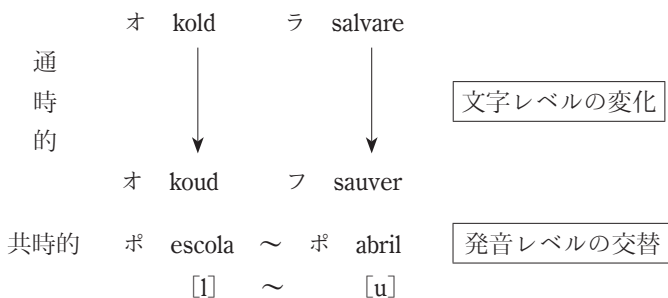 オ kold ラ salvare
通時的
文字レベルの変化
オ koud フ sauver
共時的 ポ escola ～ ポ abril 発音レベルの交替
[l] ～ [u]